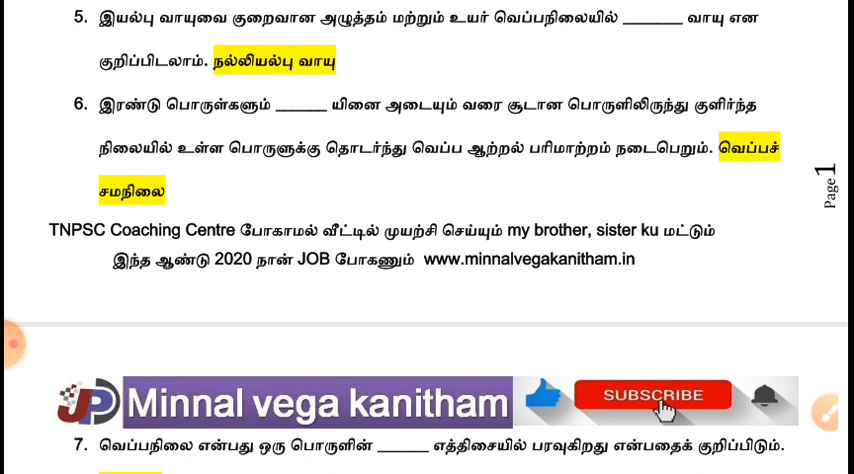 5. இயல்பு வாயுவை குறைவான அழுத்தம் மற்றும் உயர் வெப்பநிலையில் _______ வாயு என
குறிப்பிடலாம். நல்லியல்பு வாயு
6. இரண்டு பொருள்களும் ______ யினை அடையும் வரை சூடான பொருளிலிருந்து குளிர்ந்த
நிலையில் உள்ள பொருளுக்கு தொடர்ந்து வெப்ப ஆற்றல் பரிமாற்றம் நடைபெறும். வெப்பச்
சமநிலை
Page 1
TNPSC Coaching Centre போகாமல் வீட்டில் முயற்சி செய்யும் my brother, sister ku மட்டும்
இந்த ஆண்டு 2020 நான் JOB போகணும் www.minnalvegakanitham.in
JP Minnal vega kanitham SUBSCRIBE
7. வெப்பநிலை என்பது ஒரு பொருளின் ______ எத்திசையில் பரவுகிறது என்பதைக் குறிப்பிடும்.